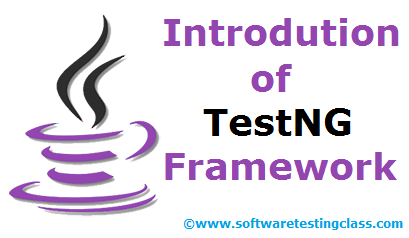 Introdution
of
TestNG
Framework
©www.softwaretestingclass.com